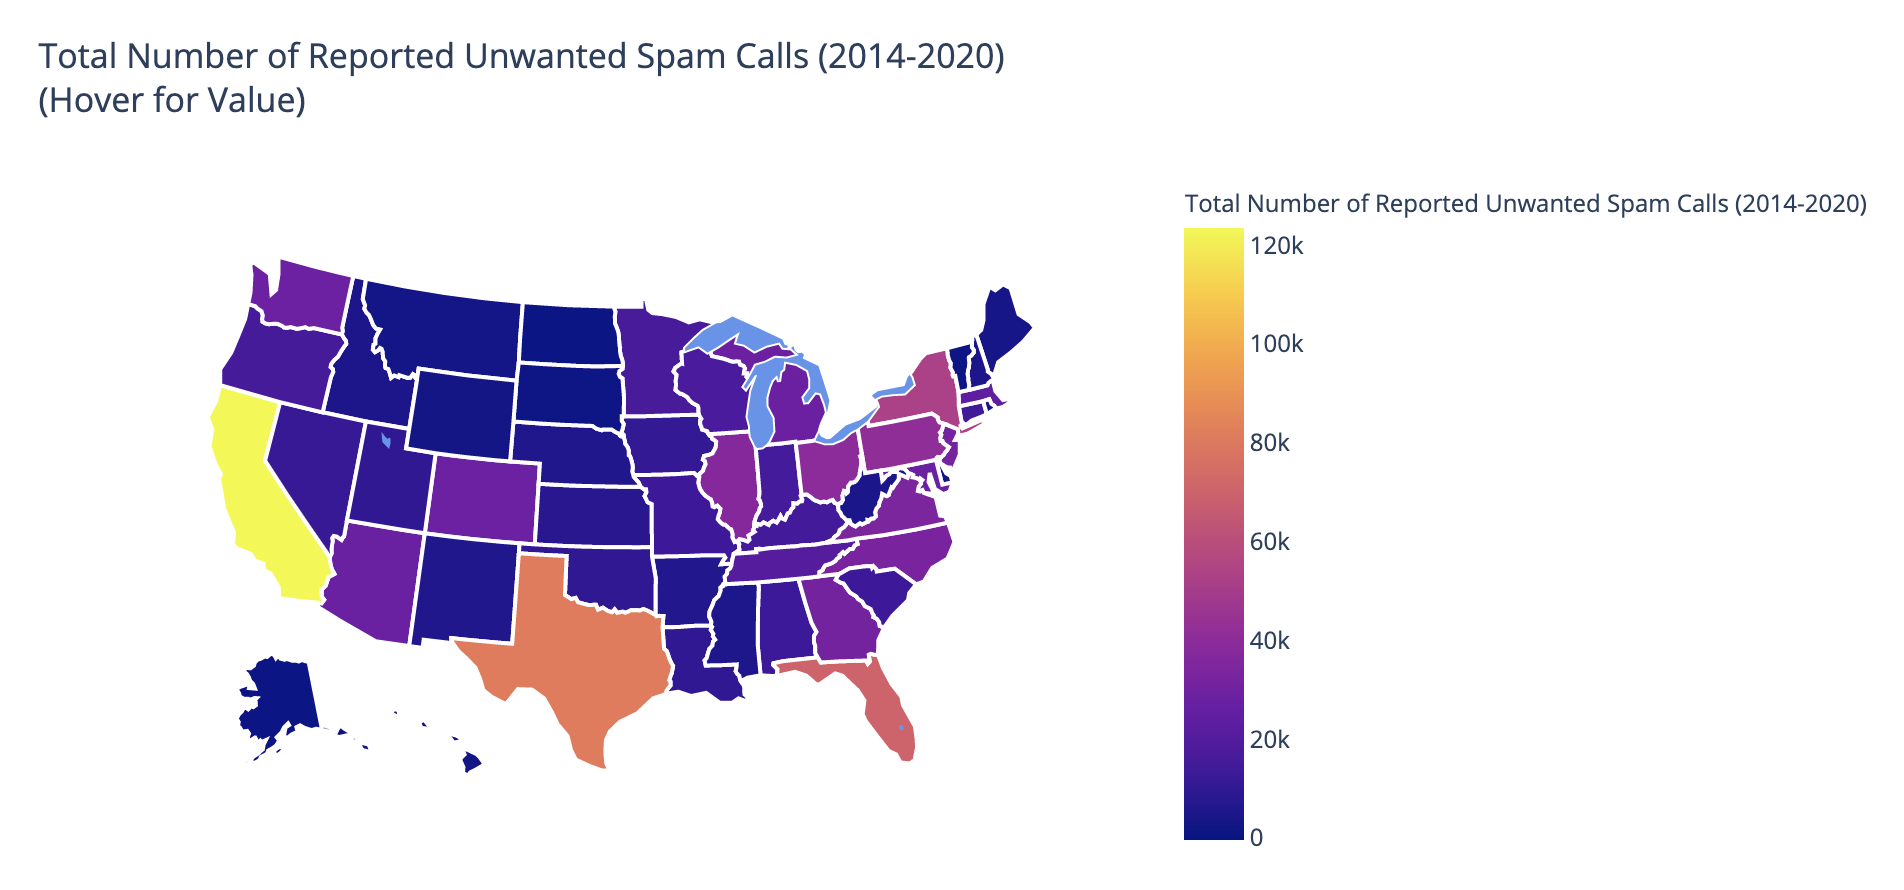 Total Number of Reported Unwanted Spam Calls (2014-2020)
(Hover for Value)
Total Number of Reported Unwanted Spam Calls (2014-2020)
120k
100k
80k
60k
40k
20k
0